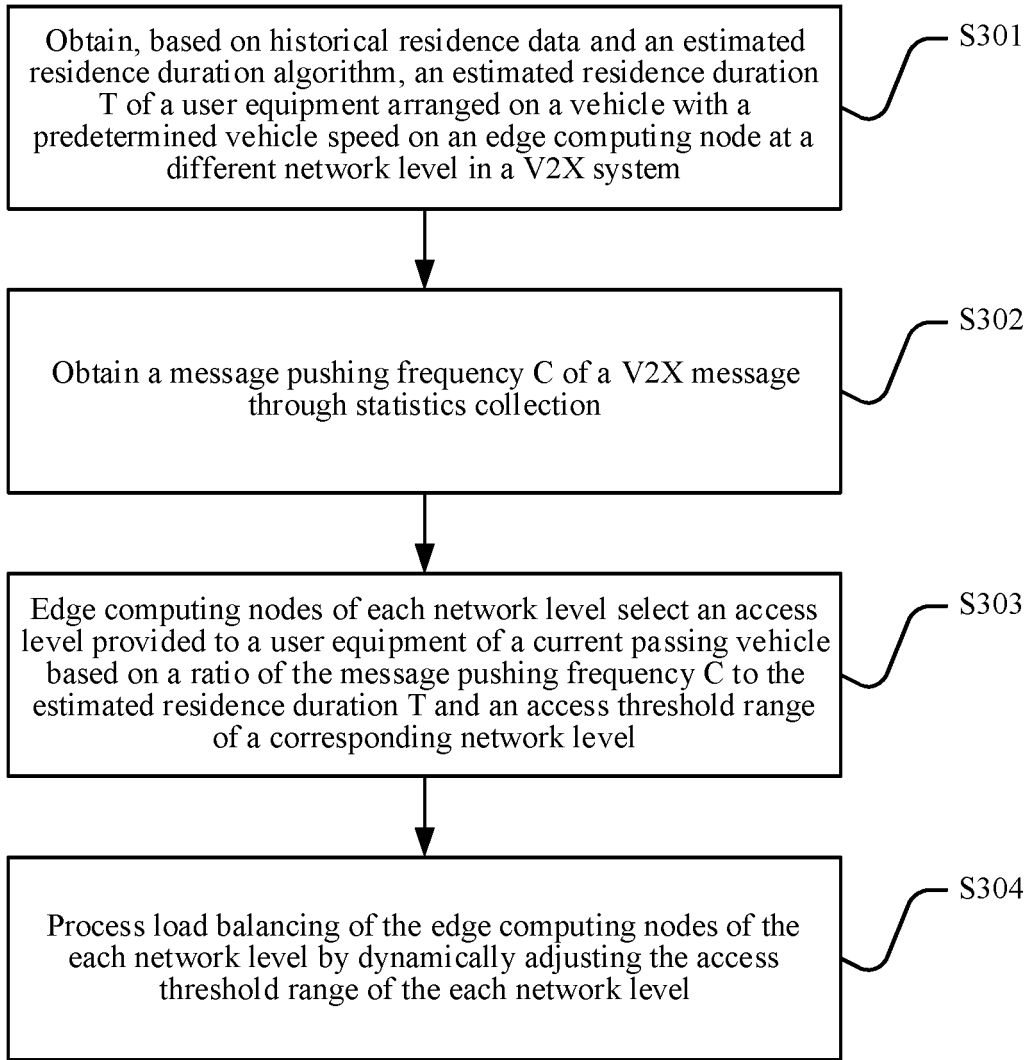 Obtain, based on historical residence data and an estimated
residence duration algorithm, an estimated residence duration
T of a user equipment arranged on a vehicle with a
predetermined vehicle speed on an edge computing node at a
different network level in a V2X system
S301
Obtain a message pushing frequency C of a V2X message
through statistics collection
S302
Edge computing nodes of each network level select an access
level provided to a user equipment of a current passing vehicle
based on a ratio of the message pushing frequency C to the
estimated residence duration T and an access threshold range
of a corresponding network level
S303
Process load balancing of the edge computing nodes of the
each network level by dynamically adjusting the access
threshold range of the each network level
S304